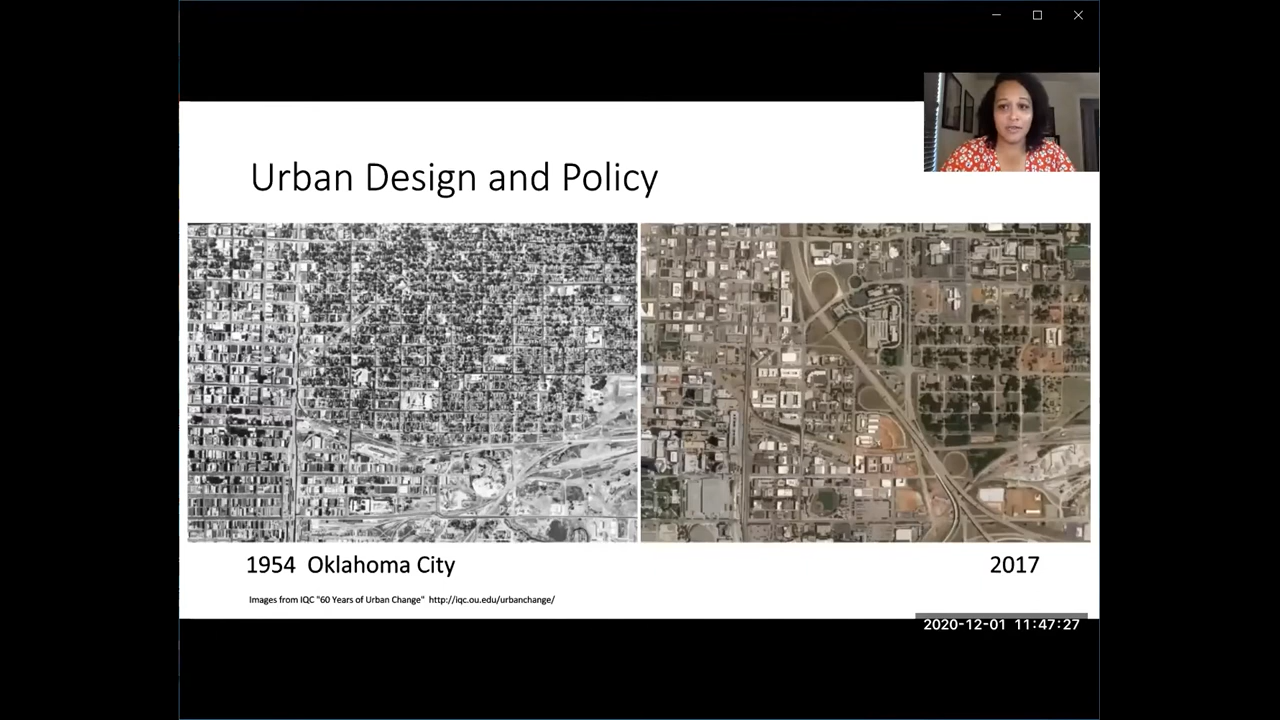 Urban Design and Policy
1954 Oklahoma City
2017
Images from IQC "60 Years of Urban Change" http://iqc.ou.edu/urbanchange/
2020-12-01 11:47:27